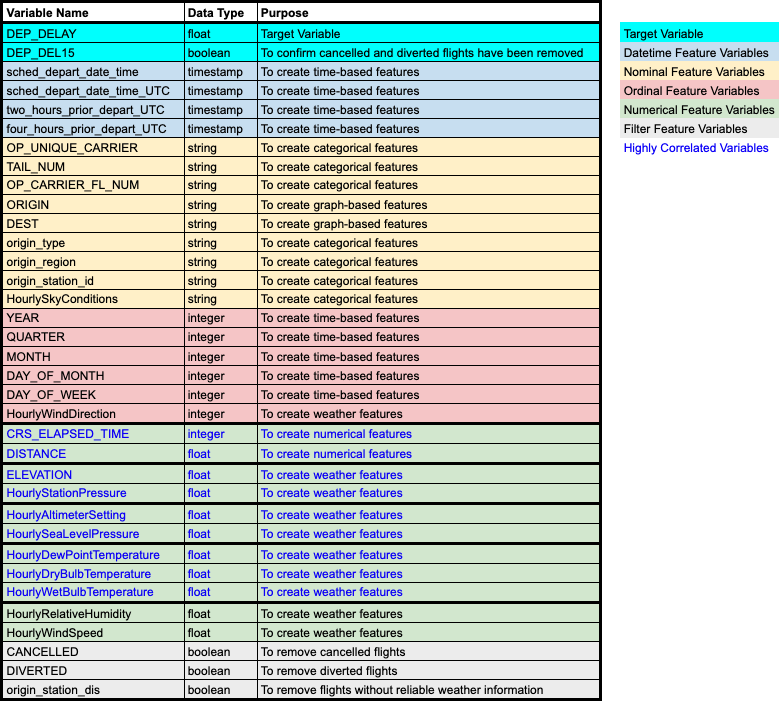 Variable Name Data Type Purpose
DEP_DELAY float Target Variable
DEP_DEL15 boolean To confirm cancelled and diverted flights have been removed
sched_depart_date_time timestamp To create time-based features
sched_depart_date_time_UTC timestamp To create time-based features
two_hours_prior_depart_UTC timestamp To create time-based features
four_hours_prior_depart_UTC timestamp To create time-based features
OP_UNIQUE_CARRIER string To create categorical features
TAIL_NUM string To create categorical features
OP_CARRIER_FL_NUM string To create categorical features
ORIGIN string To create graph-based features
DEST string To create graph-based features
origin_type string To create categorical features
origin_region string To create categorical features
origin_station_id string To create categorical features
HourlySkyConditions string To create categorical features
YEAR integer To create time-based features
QUARTER integer To create time-based features
MONTH integer To create time-based features
DAY_OF_MONTH integer To create time-based features
DAY_OF_WEEK integer To create time-based features
HourlyWindDirection integer To create weather features
CRS_ELAPSED_TIME integer To create numerical features
DISTANCE float To create numerical features
ELEVATION float To create weather features
HourlyStationPressure float To create weather features
HourlyAltimeterSetting float To create weather features
HourlySeaLevelPressure float To create weather features
HourlyDewPointTemperature float To create weather features
HourlyDryBulbTemperature float To create weather features
HourlyWetBulbTemperature float To create weather features
HourlyRelativeHumidity float To create weather features
HourlyWindSpeed float To create weather features
CANCELLED boolean To remove cancelled flights
DIVERTED boolean To remove diverted flights
origin_station_dis boolean To remove flights without reliable weather information
Target Variable
Datetime Feature Variables
Nominal Feature Variables
Ordinal Feature Variables
Numerical Feature Variables
Filter Feature Variables
Highly Correlated Variables